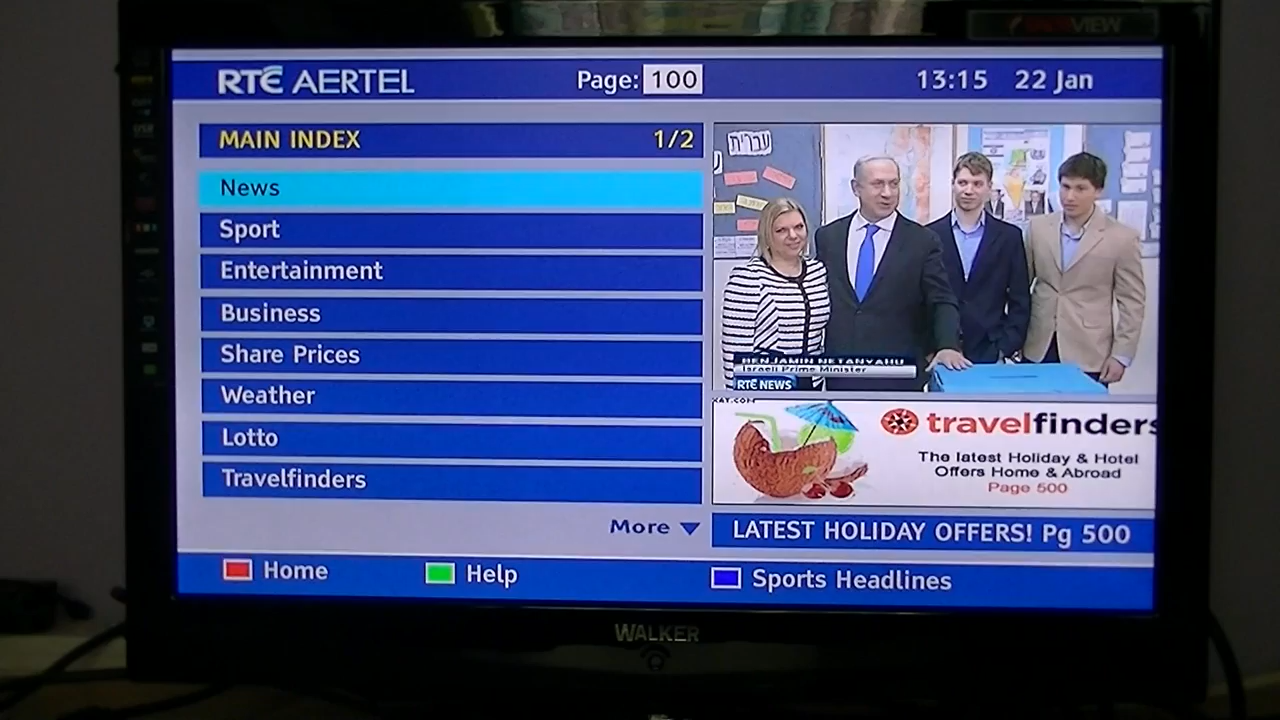 RTÉ AERTEL
Page: 100
13:15 22 Jan
MAIN INDEX 1/2
News
Sport
Entertainment
Business
Share Prices
Weather
Lotto
Travelfinders
More
עברית
BENJAMIN NETANYAHU
Israeli Prime Minister
RTÉ NEWS
travelfinders
The latest Holiday & Hotel
Offers Home & Abroad
Page 500
LATEST HOLIDAY OFFERS! Pg 500
Home
Help
Sports Headlines
WALKER